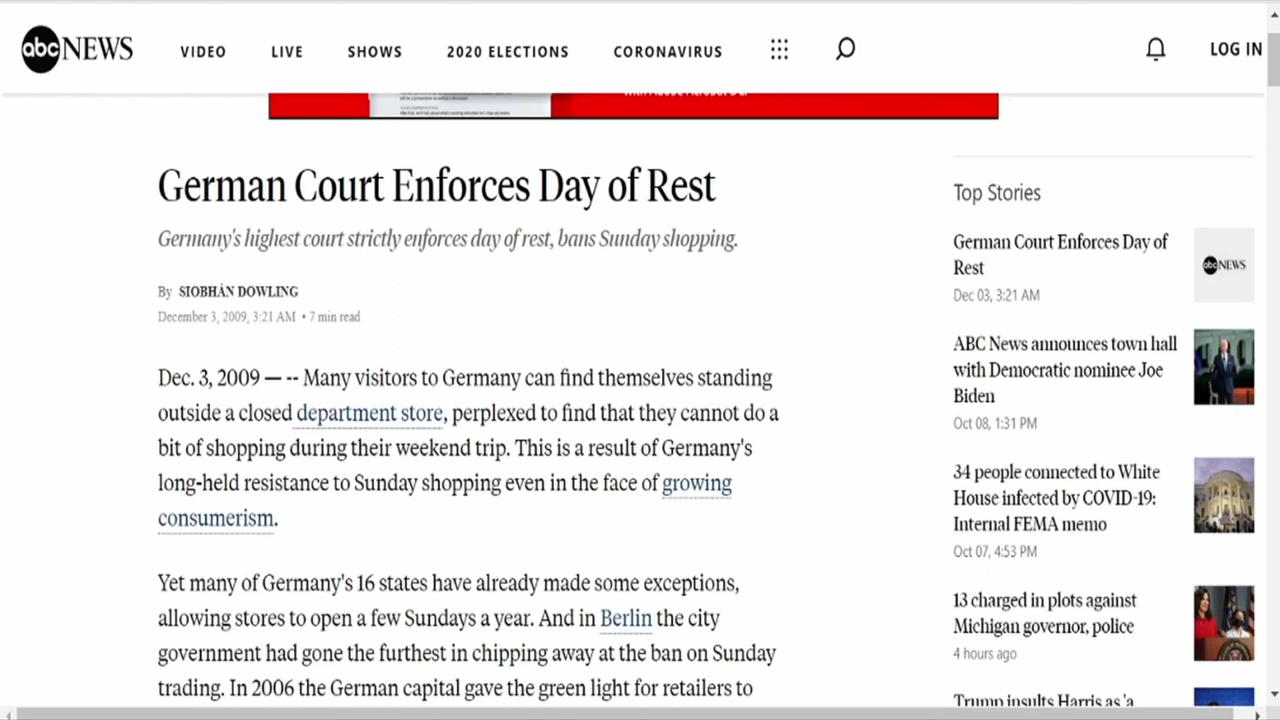 abc NEWS VIDEO LIVE SHOWS 2020 ELECTIONS CORONAVIRUS LOG IN
German Court Enforces Day of Rest
Germany's highest court strictly enforces day of rest, bans Sunday shopping.
By SIOBHÁN DOWLING
December 3, 2009, 3:21 AM • 7 min read
Dec. 3, 2009 — -- Many visitors to Germany can find themselves standing
outside a closed department store, perplexed to find that they cannot do a
bit of shopping during their weekend trip. This is a result of Germany's
long-held resistance to Sunday shopping even in the face of growing
consumerism.
Yet many of Germany's 16 states have already made some exceptions,
allowing stores to open a few Sundays a year. And in Berlin the city
government had gone the furthest in chipping away at the ban on Sunday
trading. In 2006 the German capital gave the green light for retailers to
Top Stories
German Court Enforces Day of
Rest
Dec 03, 3:21 AM
abc NEWS
ABC News announces town hall
with Democratic nominee Joe
Biden
Oct 08, 1:31 PM
34 people connected to White
House infected by COVID-19:
Internal FEMA memo
Oct 07, 4:53 PM
13 charged in plots against
Michigan governor, police
4 hours ago
Trump insults Harris as 'a